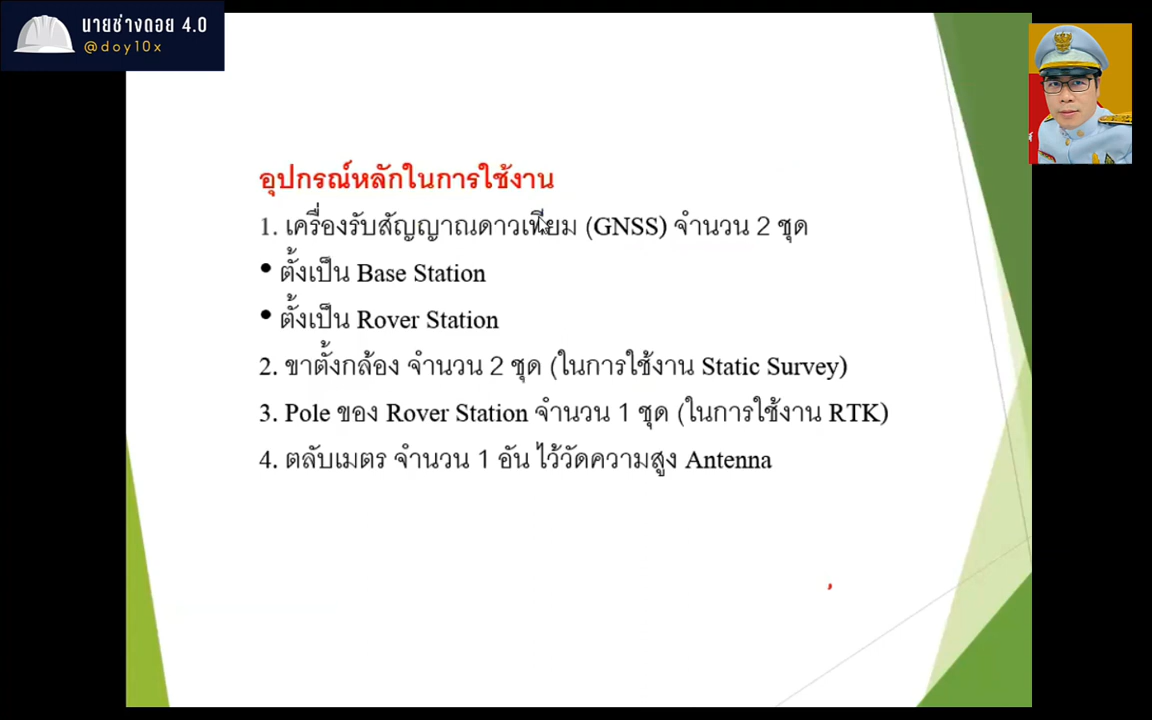 นายช่างดอย 4.0
@doy10x
อุปกรณ์หลักในการใช้งาน
1. เครื่องรับสัญญาณดาวเทียม (GNSS) จำนวน 2 ชุด
• ตั้งเป็น Base Station
• ตั้งเป็น Rover Station
2. ขาตั้งกล้อง จำนวน 2 ชุด (ในการใช้งาน Static Survey)
3. Pole ของ Rover Station จำนวน 1 ชุด (ในการใช้งาน RTK)
4. ตลับเมตร จำนวน 1 อัน ไว้วัดความสูง Antenna